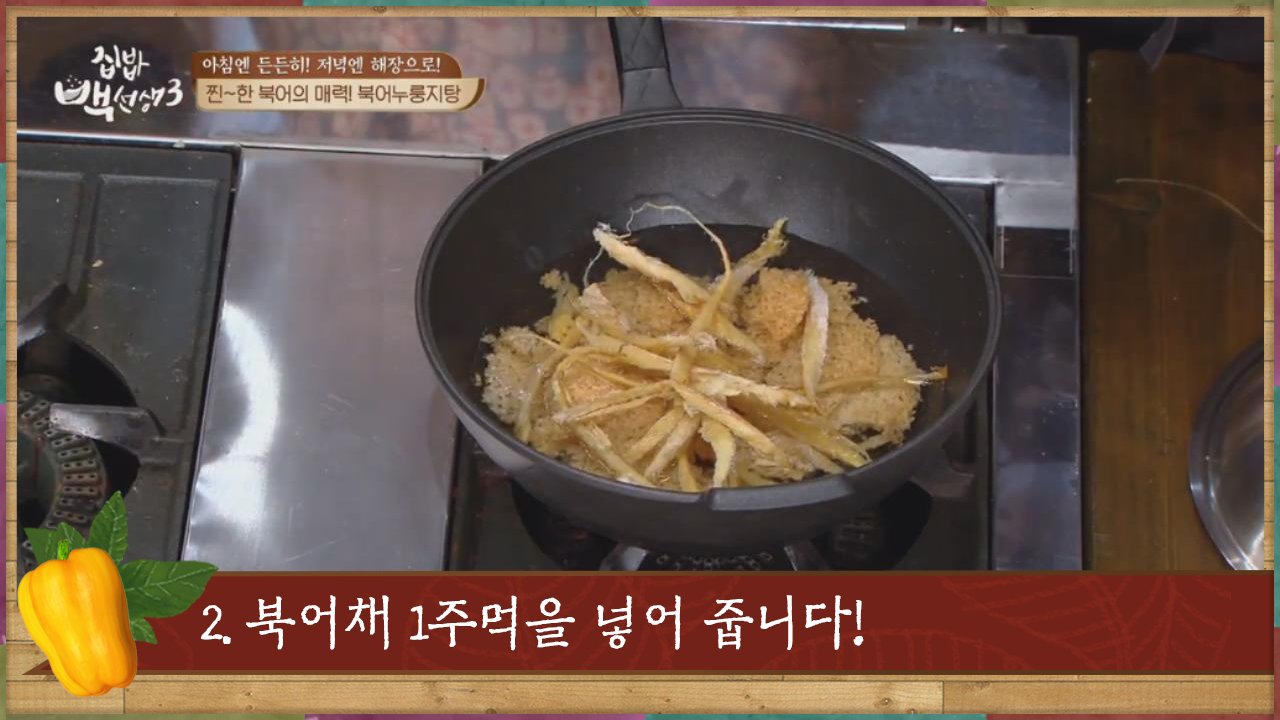 집밥
백선생3
아침엔 든든히! 저녁엔 해장으로!
찐~한 북어의 매력! 북어누룽지탕
2. 북어채 1주먹을 넣어 줍니다!